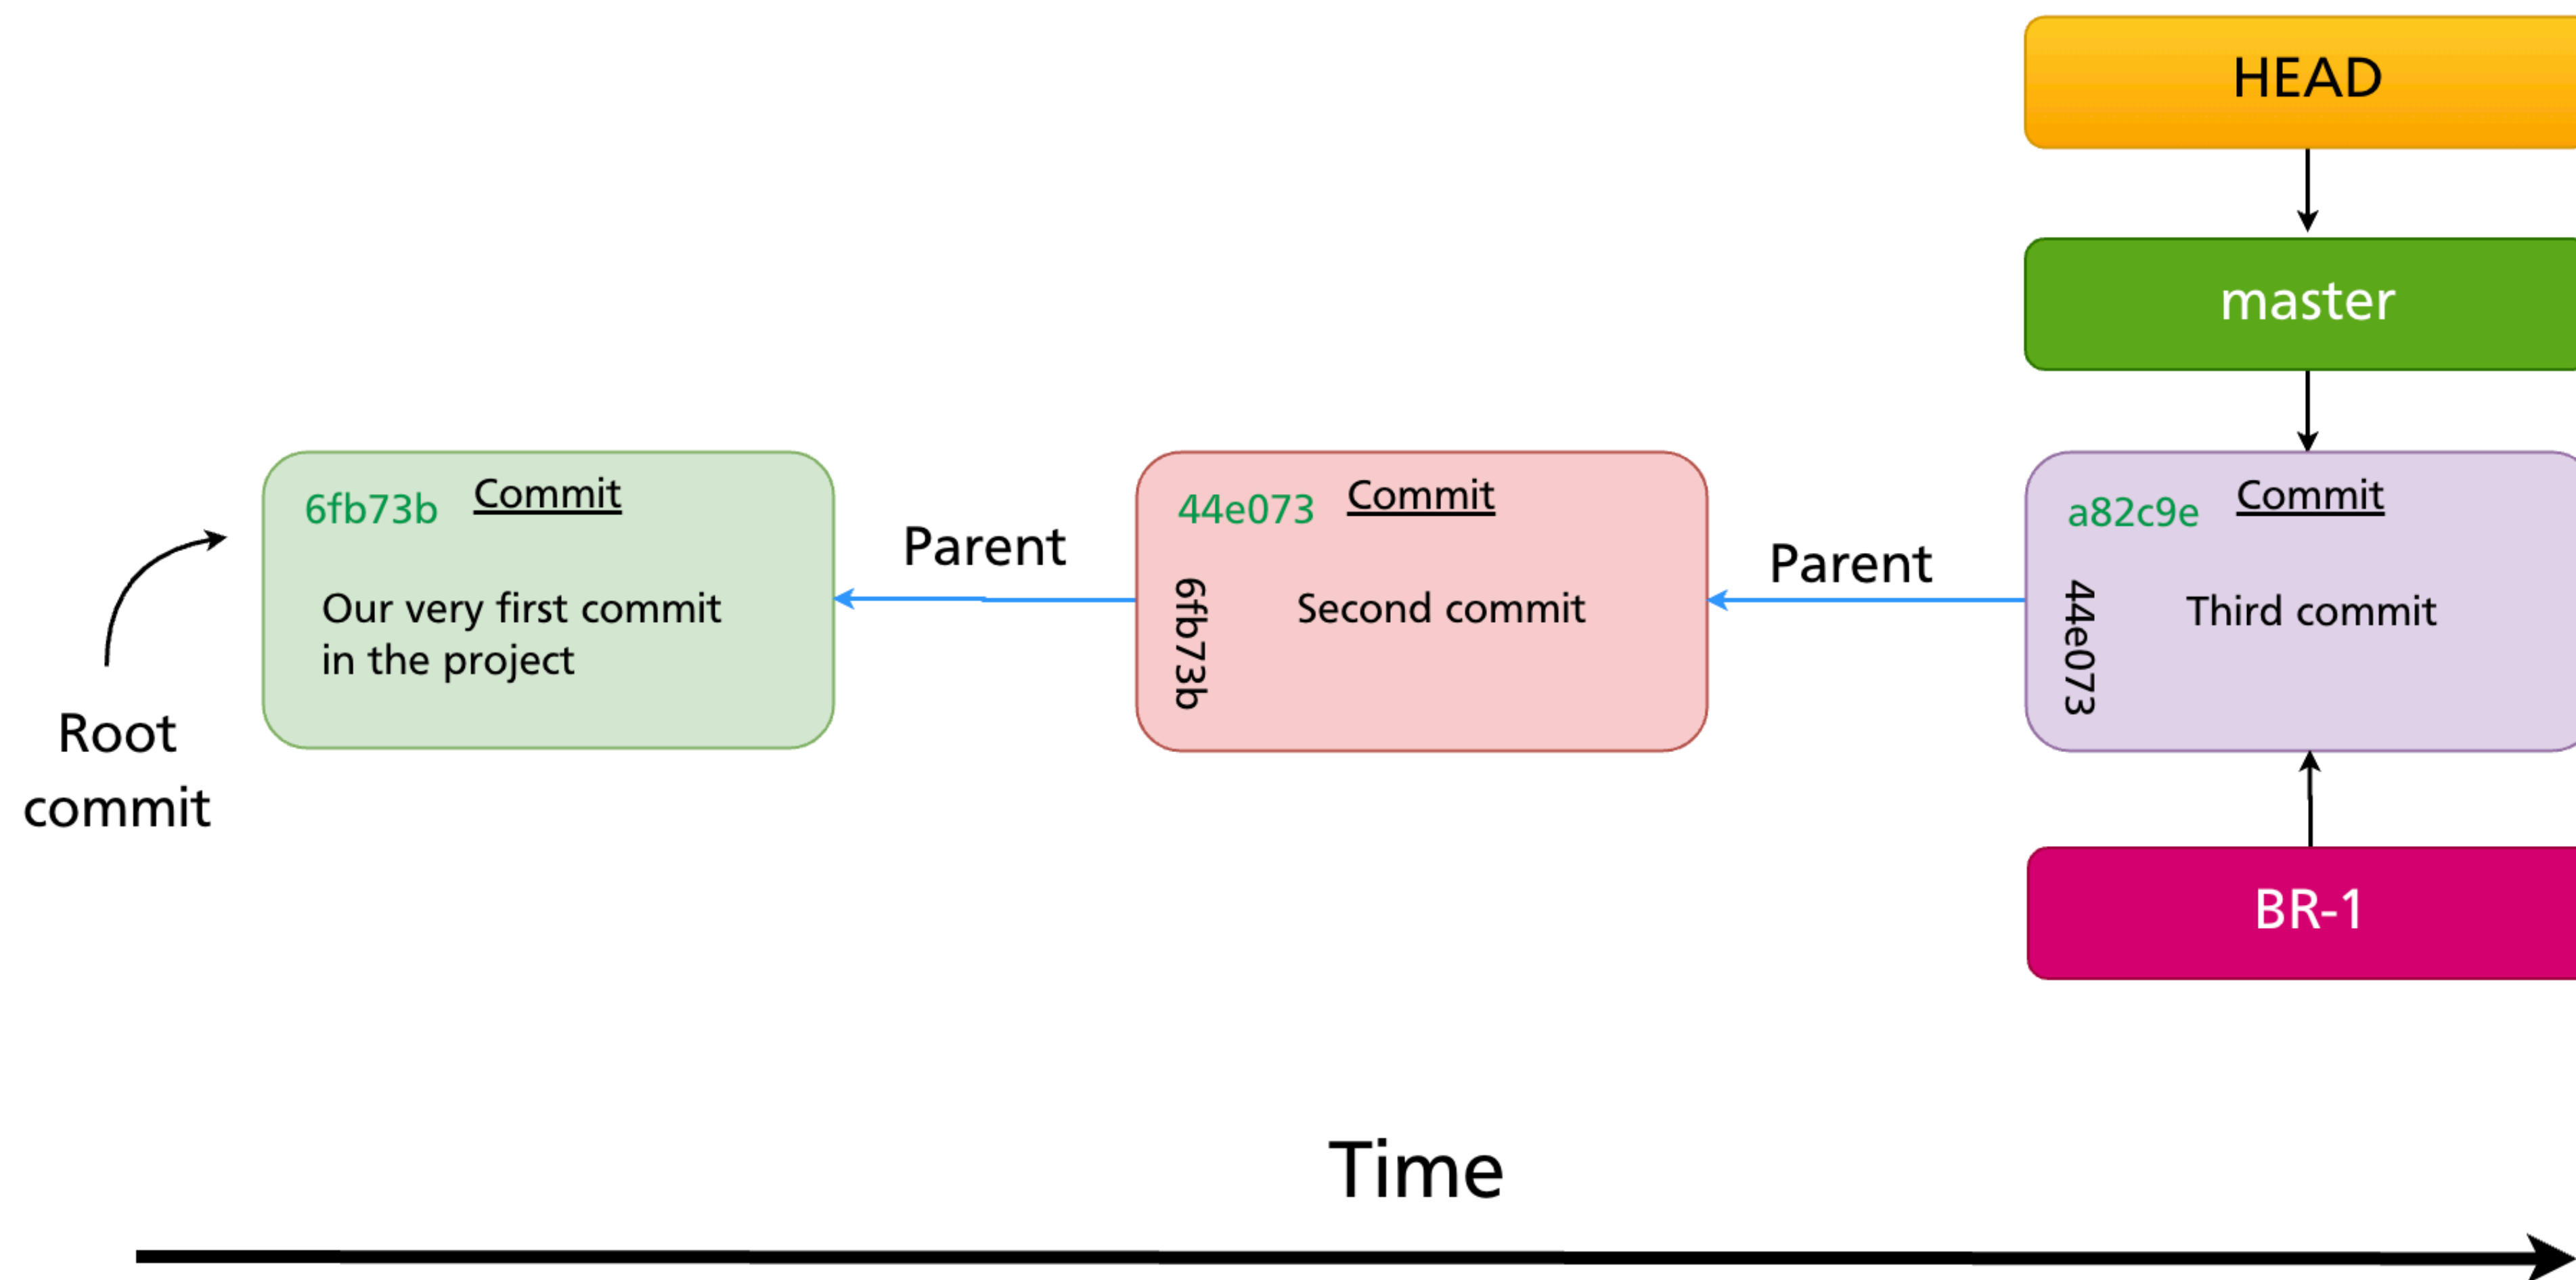 HEAD
master
6fb73b Commit
Our very first commit
in the project
Parent
44e073 Commit
6fb73b
Second commit
Parent
a82c9e Commit
44e073
Third commit
Root
commit
BR-1
Time